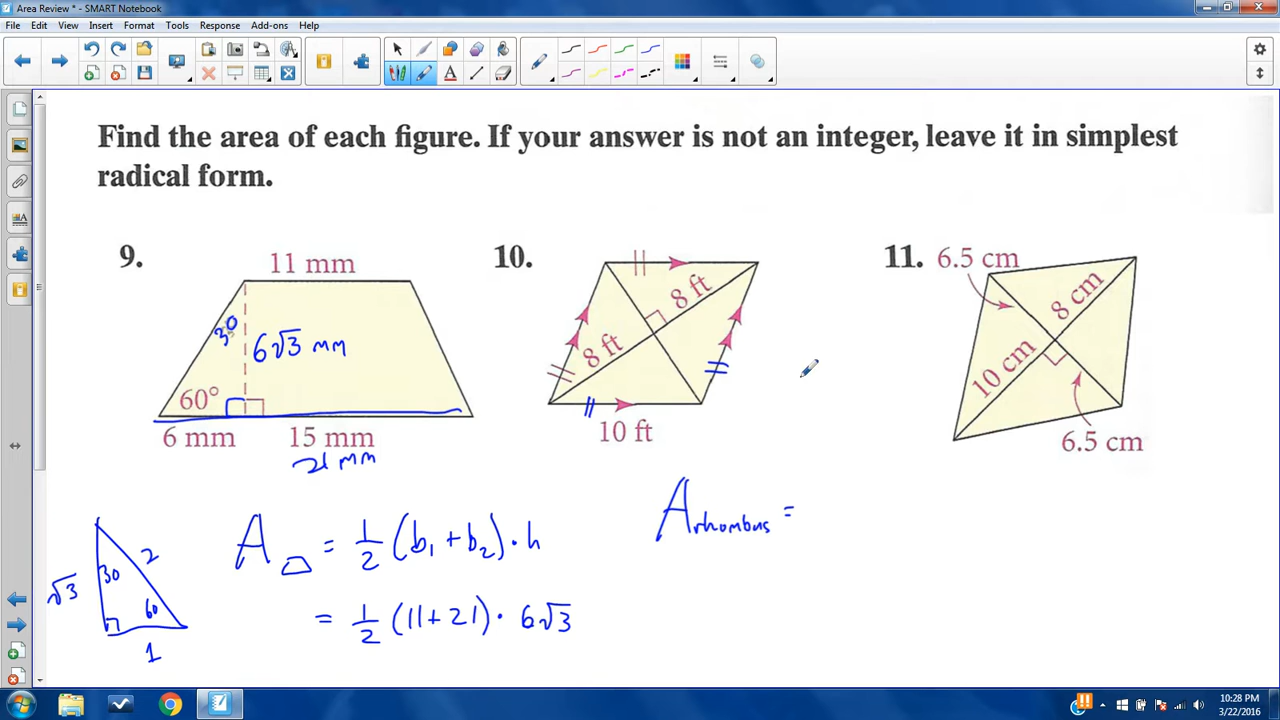 Area Review * - SMART Notebook
File Edit View Insert Format Tools Response Add-ons Help
Find the area of each figure. If your answer is not an integer, leave it in simplest
radical form.
9.
11 mm
30
6√3 mm
60°
6 mm
15 mm
21 mm
10.
8 ft
8 ft
10 ft
11.
6.5 cm
8 cm
10 cm
6.5 cm
√3
30
2
60
1
A = 1/2 (b₁ + b₂) · h
= 1/2 (11 + 21) · 6√3
Arhombus =
10:28 PM
3/22/2016